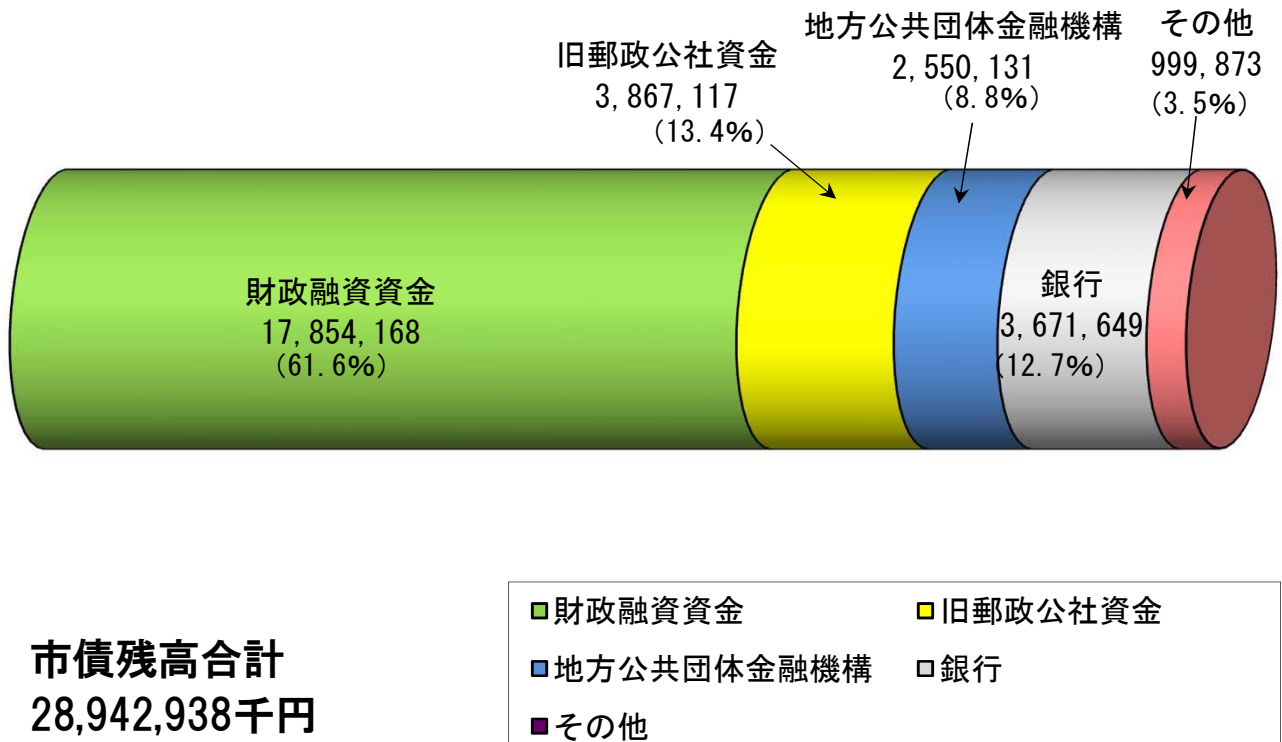 旧郵政公社資金
3,867,117
(13.4%)
地方公共団体金融機構
2,550,131
(8.8%)
その他
999,873
(3.5%)
財政融資資金
17,854,168
(61.6%)
銀行
3,671,649
(12.7%)
市債残高合計
28,942,938千円
財政融資資金 旧郵政公社資金
地方公共団体金融機構 銀行
その他